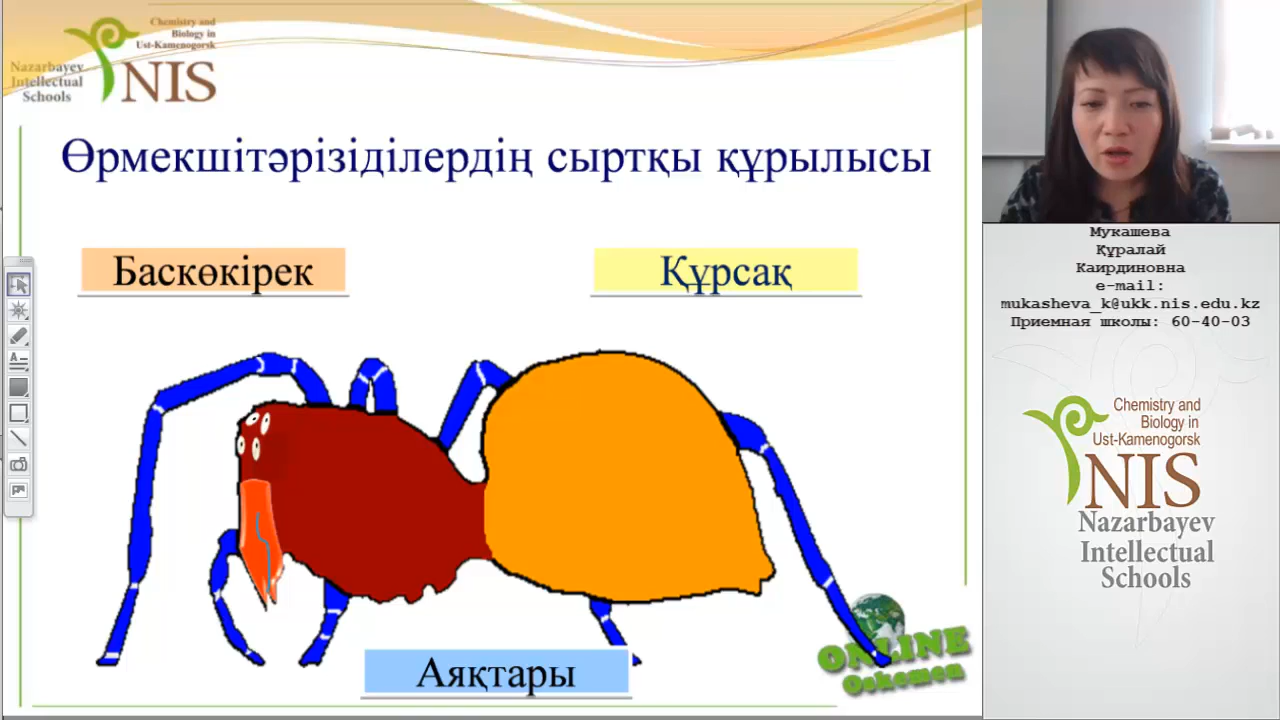 Chemistry and
Biology in
Ust-Kamenogorsk
Nazarbayev
Intellectual
Schools
NIS
Өрмекшітәрізіділердің сыртқы құрылысы
Баскөкірек
Құрсақ
Аяқтары
ONLINE
Oskemen
Мукашева
Құралай
Каирдиновна
e-mail:
mukasheva_k@ukk.nis.edu.kz
Приемная школы: 60-40-03
Chemistry and
Biology in
Ust-Kamenogorsk
NIS
Nazarbayev
Intellectual
Schools